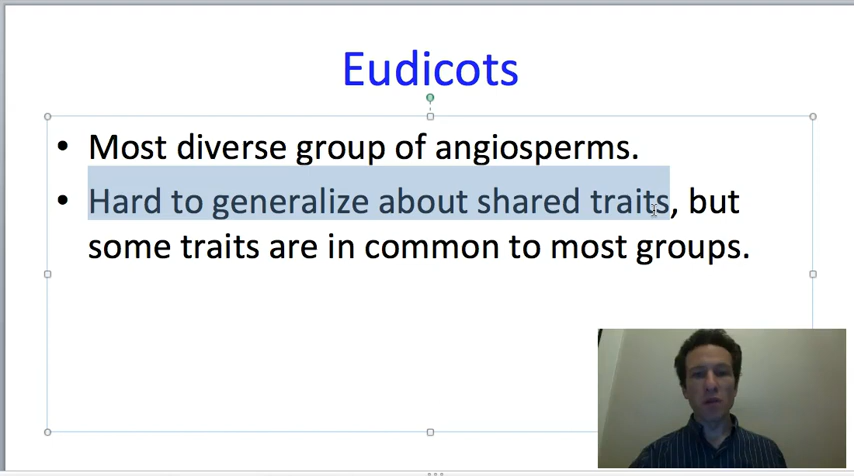 Eudicots
• Most diverse group of angiosperms.
• Hard to generalize about shared traits, but
some traits are in common to most groups.